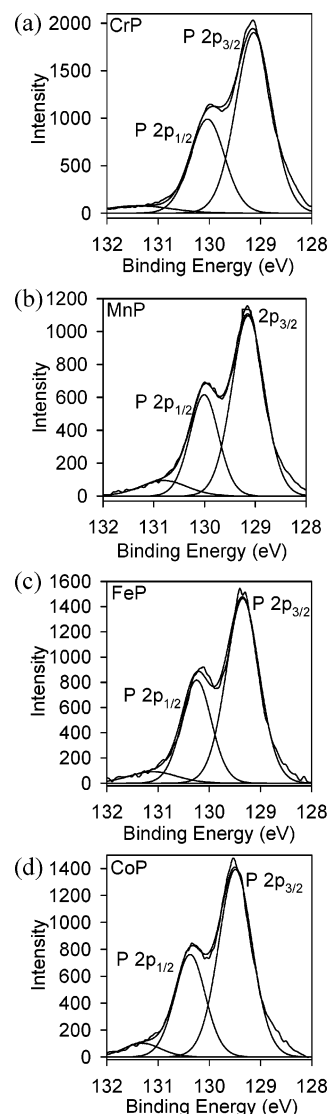 (a)
CrP
P 2p3/2
P 2p1/2
Intensity
2000
1500
1000
500
0
132 131 130 129 128
Binding Energy (eV)
(b)
MnP
2p3/2
P 2p1/2
Intensity
1200
1000
800
600
400
200
0
132 131 130 129 128
Binding Energy (eV)
(c)
FeP
P 2p3/2
P 2p1/2
Intensity
1600
1400
1200
1000
800
600
400
200
0
132 131 130 129 128
Binding Energy (eV)
(d)
CoP
P 2p3/2
P 2p1/2
Intensity
1400
1200
1000
800
600
400
200
0
132 131 130 129 128
Binding Energy (eV)